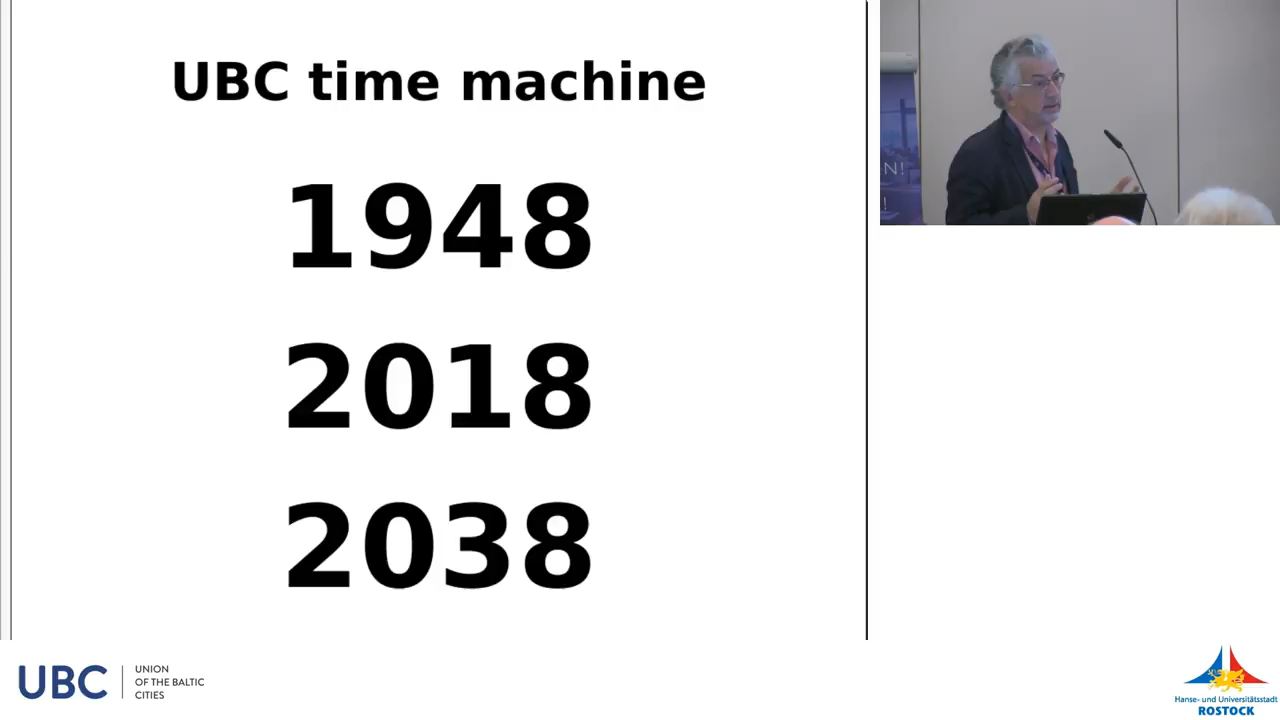 UBC time machine
1948
2018
2038
N!
!
UBC
UNION
OF THE BALTIC
CITIES
Hanse- und Universitätsstadt
ROSTOCK